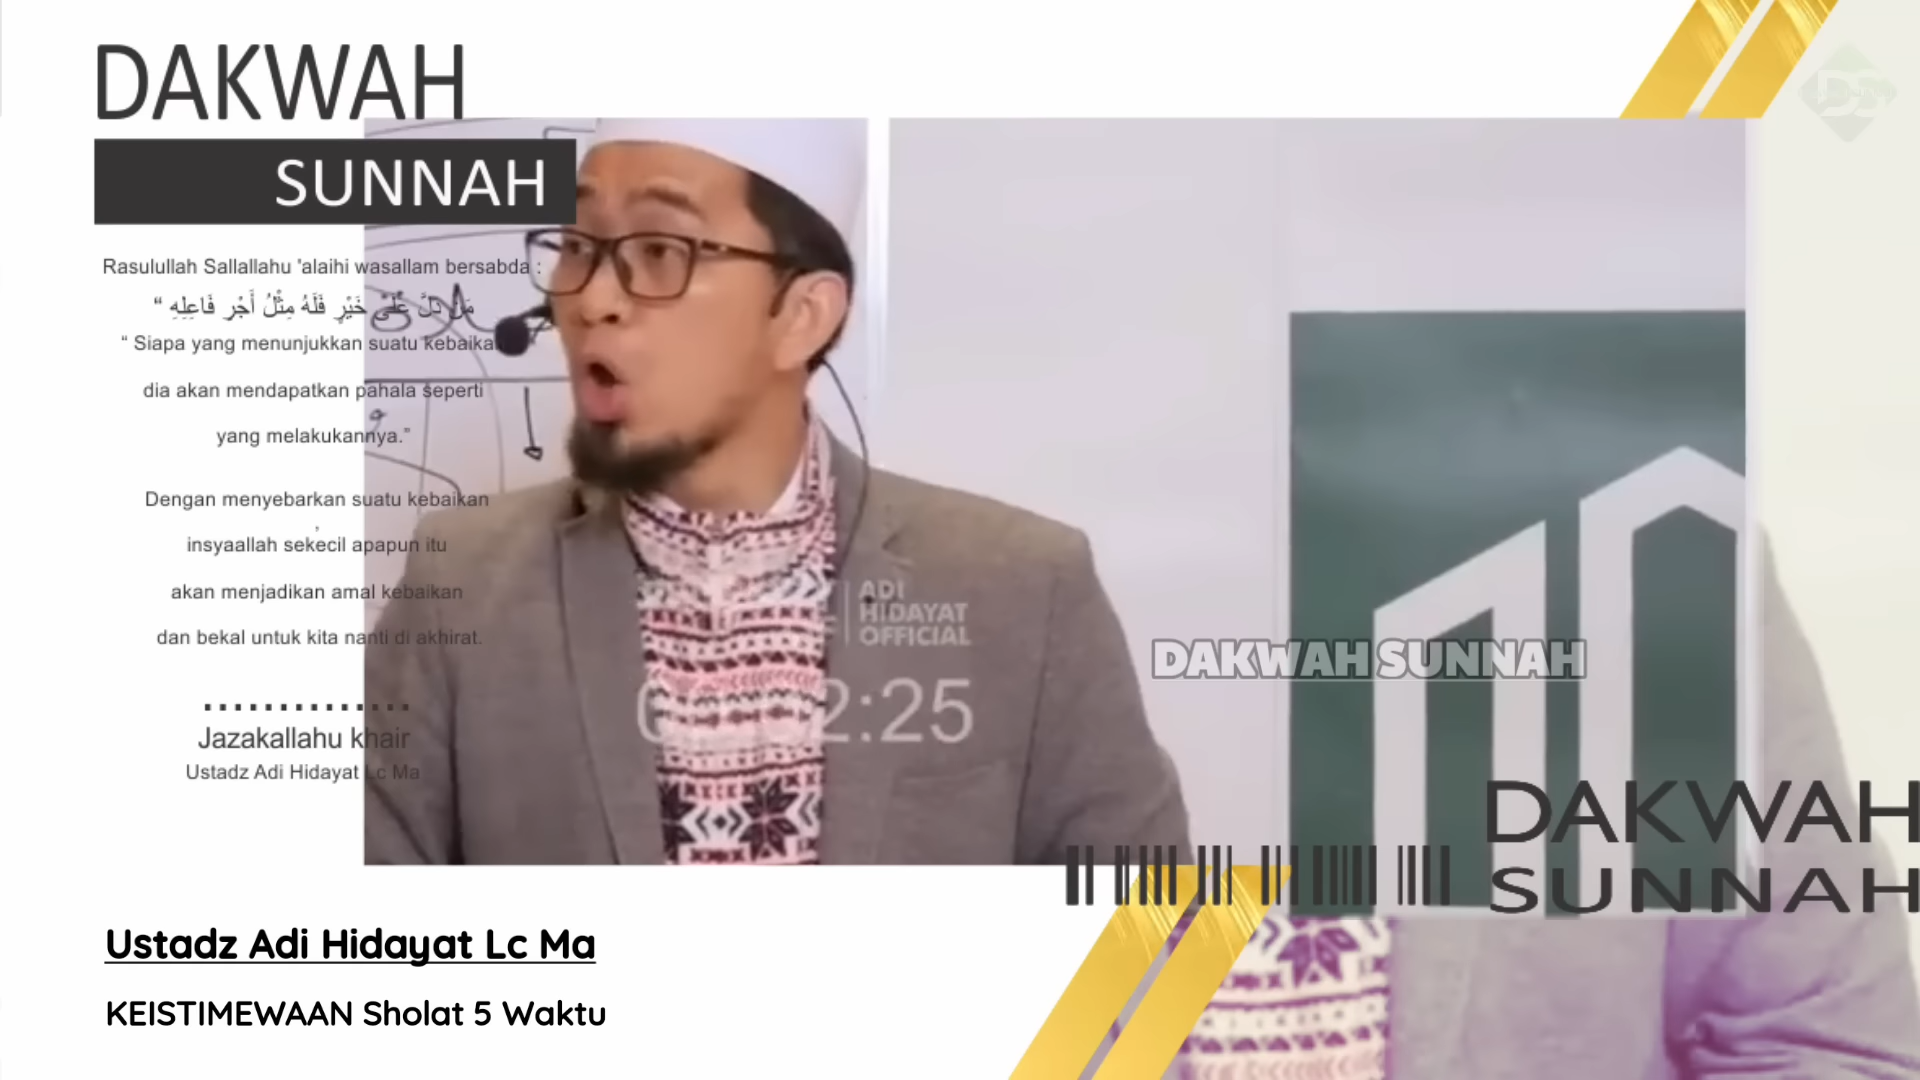 DAKWAH
SUNNAH
Rasulullah Sallallahu 'alaihi wasallam bersabda :
“ مَنْ دَلَّ عَلَى خَيْرٍ فَلَهُ مِثْلُ أَجْرِ فَاعِلِهِ
“ Siapa yang menunjukkan suatu kebaika
dia akan mendapatkan pahala seperti
yang melakukannya.”
Dengan menyebarkan suatu kebaikan
insyaallah sekecil apapun itu
akan menjadikan amal kebaikan
dan bekal untuk kita nanti di akhirat.
Jazakallahu khair
Ustadz Adi Hidayat Lc Ma
ADI
HIDAYAT
OFFICIAL
2:25
DAKWAH SUNNAH
DAKWAH
SUNNAH
Ustadz Adi Hidayat Lc Ma
KEISTIMEWAAN Sholat 5 Waktu